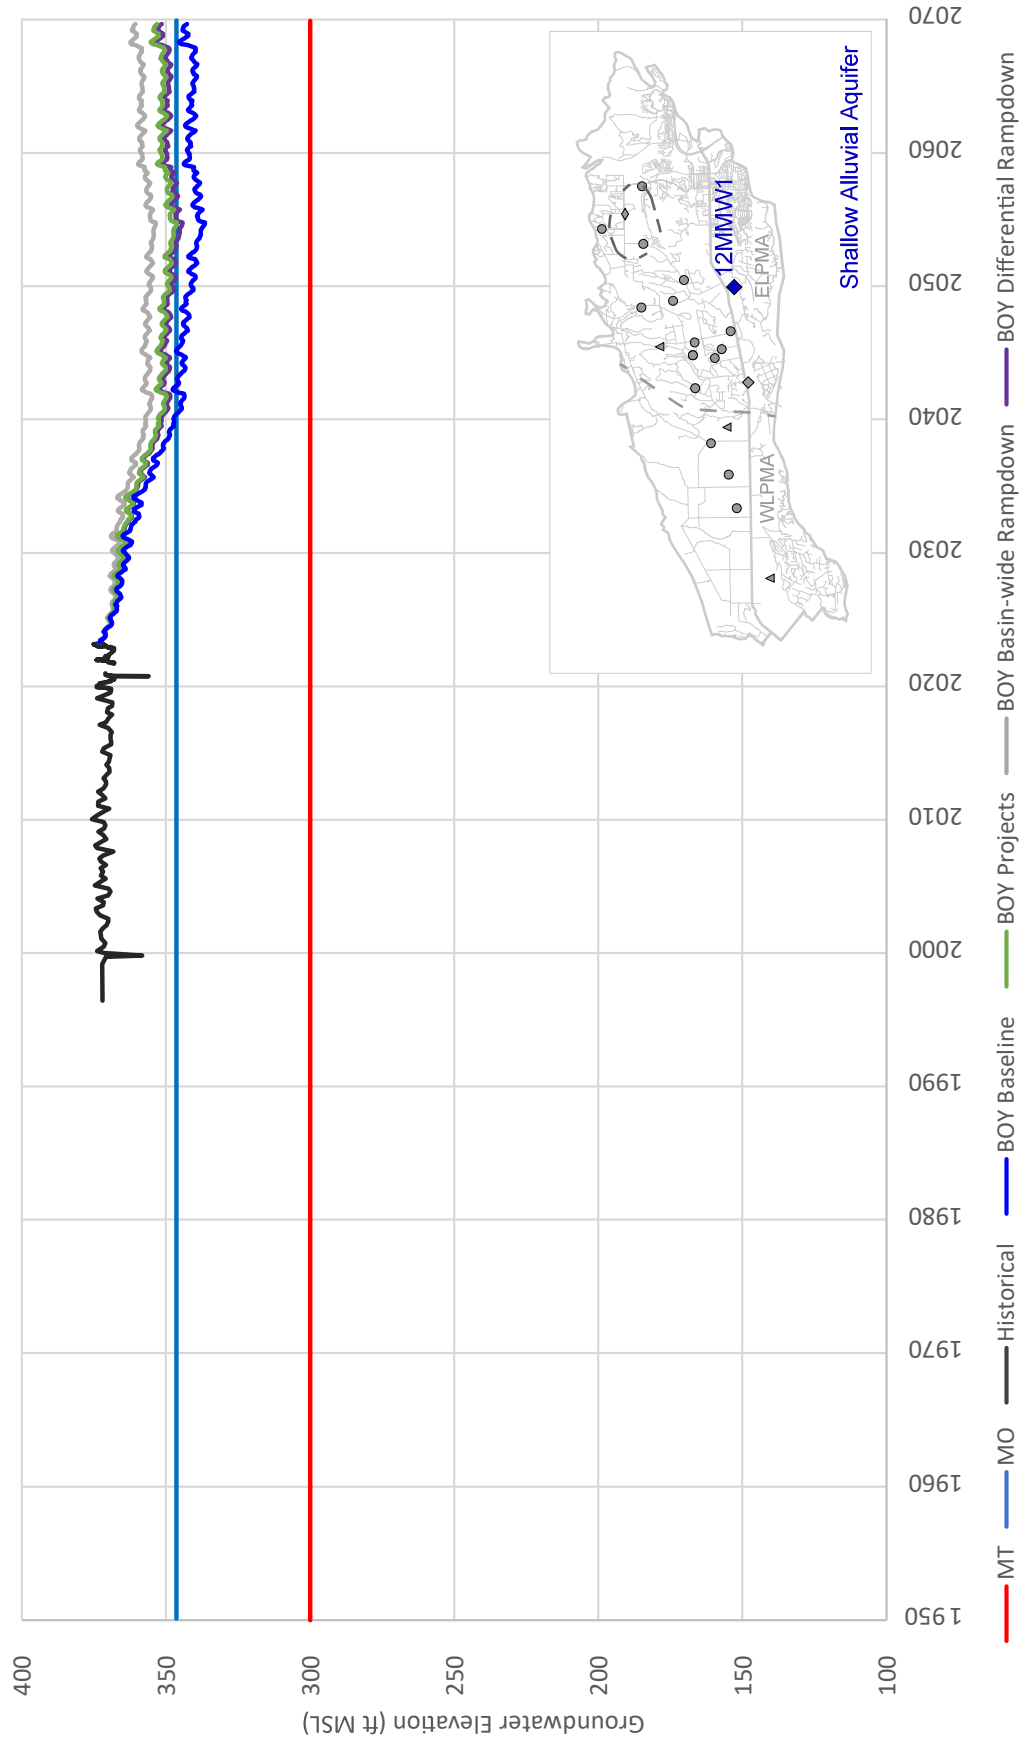 Groundwater Elevation (ft MSL)
400
350
300
250
200
150
100
1950
1960
1970
1980
1990
2000
2010
2020
2030
2040
2050
2060
2070
WLPMA
ELPMA
12MMW1
Shallow Alluvial Aquifer
MT
MO
Historical
BOY Baseline
BOY Projects
BOY Basin-wide Rampdown
BOY Differential Rampdown